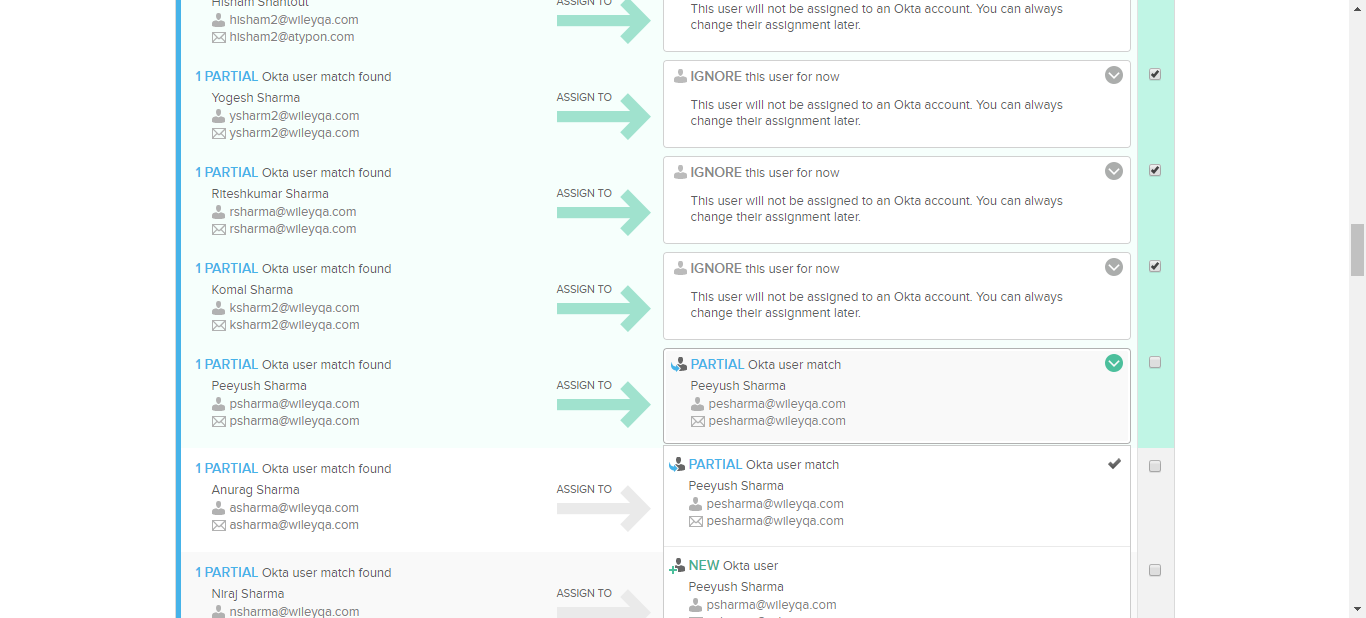 Hisham Shantout
hisham2@wileyqa.com
hisham2@atypon.com
ASSIGN TO
This user will not be assigned to an Okta account. You can always
change their assignment later.
1 PARTIAL Okta user match found
Yogesh Sharma
ysharm2@wileyqa.com
ysharm2@wileyqa.com
ASSIGN TO
IGNORE this user for now
This user will not be assigned to an Okta account. You can always
change their assignment later.
1 PARTIAL Okta user match found
Riteshkumar Sharma
rsharma@wileyqa.com
rsharma@wileyqa.com
ASSIGN TO
IGNORE this user for now
This user will not be assigned to an Okta account. You can always
change their assignment later.
1 PARTIAL Okta user match found
Komal Sharma
ksharm2@wileyqa.com
ksharm2@wileyqa.com
ASSIGN TO
IGNORE this user for now
This user will not be assigned to an Okta account. You can always
change their assignment later.
1 PARTIAL Okta user match found
Peeyush Sharma
psharma@wileyqa.com
psharma@wileyqa.com
ASSIGN TO
PARTIAL Okta user match
Peeyush Sharma
pesharma@wileyqa.com
pesharma@wileyqa.com
1 PARTIAL Okta user match found
Anurag Sharma
asharma@wileyqa.com
asharma@wileyqa.com
ASSIGN TO
PARTIAL Okta user match
Peeyush Sharma
pesharma@wileyqa.com
pesharma@wileyqa.com
1 PARTIAL Okta user match found
Niraj Sharma
nsharma@wileyqa.com
ASSIGN TO
NEW Okta user
Peeyush Sharma
psharma@wileyqa.com